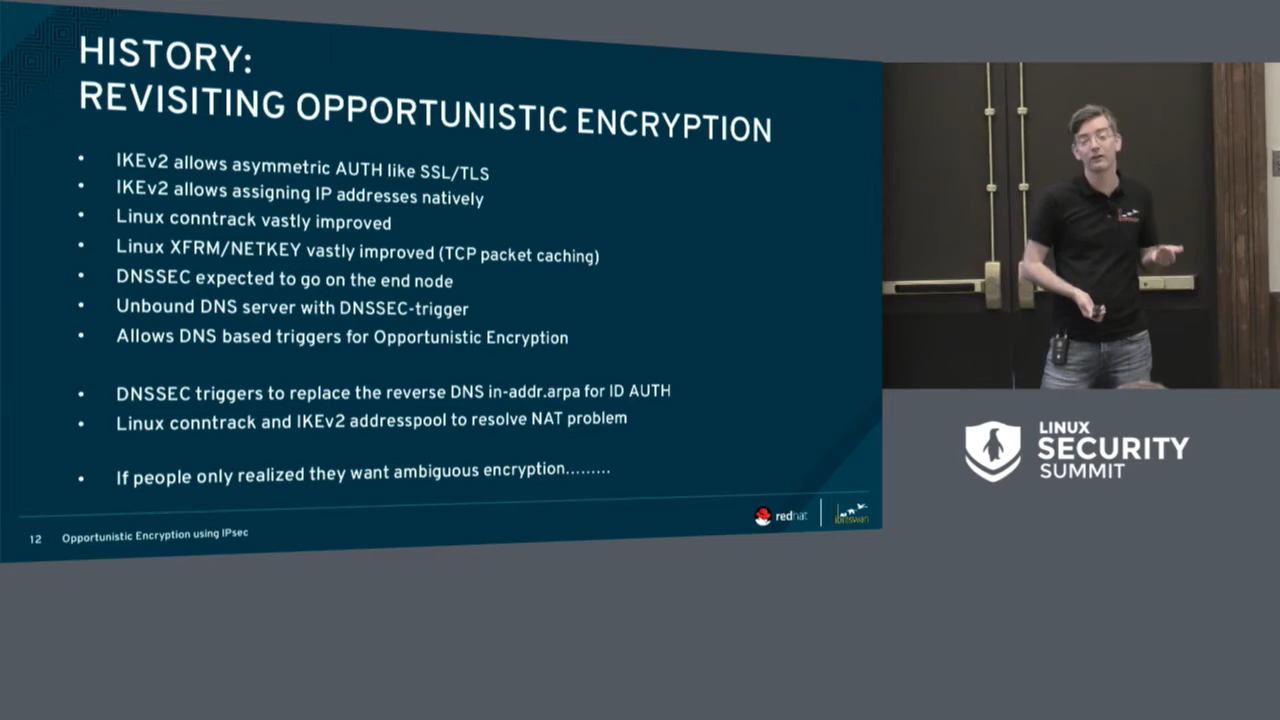 HISTORY:
REVISITING OPPORTUNISTIC ENCRYPTION
• IKEv2 allows asymmetric AUTH like SSL/TLS
• IKEv2 allows assigning IP addresses natively
• Linux conntrack vastly improved
• Linux XFRM/NETKEY vastly improved (TCP packet caching)
• DNSSEC expected to go on the end node
• Unbound DNS server with DNSSEC-trigger
• Allows DNS based triggers for Opportunistic Encryption
• DNSSEC triggers to replace the reverse DNS in-addr.arpa for ID AUTH
• Linux conntrack and IKEv2 addresspool to resolve NAT problem
• If people only realized they want ambiguous encryption.........
12 Opportunistic Encryption using IPsec
redhat
libreswan
LINUX
SECURITY
SUMMIT